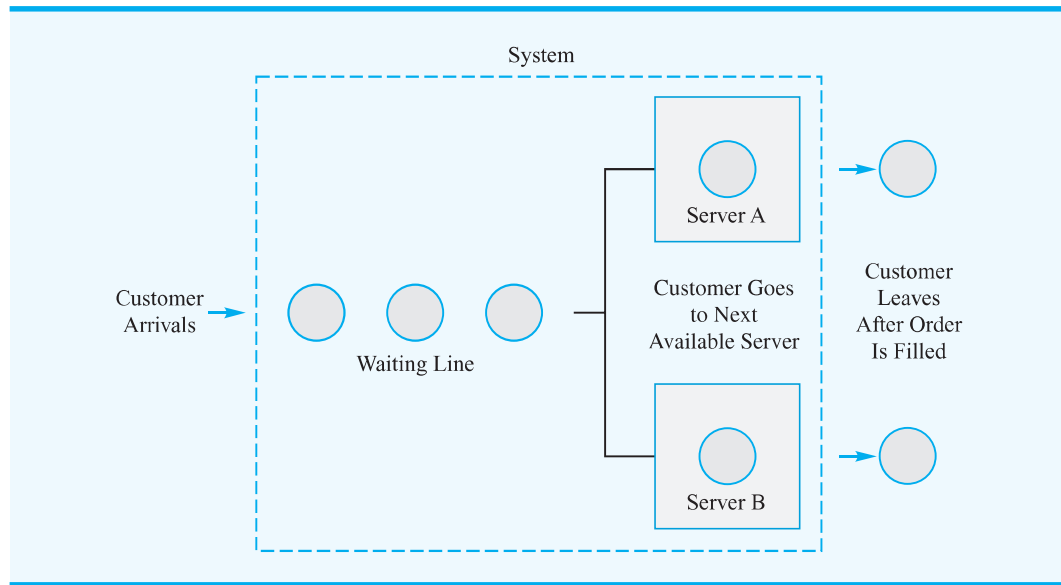 System
Server A
Customer
Arrivals
Waiting Line
Customer Goes
to Next
Available Server
Customer
Leaves
After Order
Is Filled
Server B